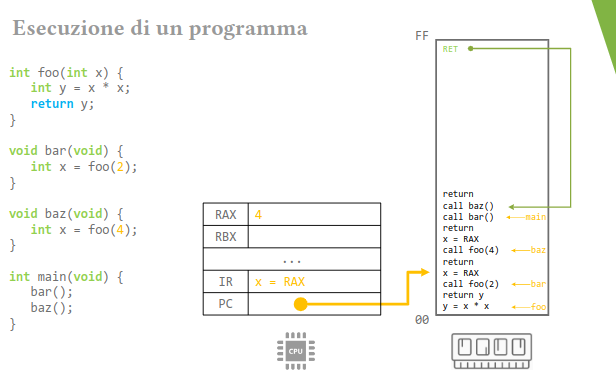 Esecuzione di un programma
int foo(int x) {
int y = x * x;
return y;
}
void bar(void) {
int x = foo(2);
}
void baz(void) {
int x = foo(4);
}
int main(void) {
bar();
baz();
}
RAX 4
RBX
...
IR x = RAX
PC
CPU
FF
RET
return
call baz()
call bar() main
return
x = RAX
call foo(4) baz
return
x = RAX
call foo(2) bar
return y
y = x * x foo
00